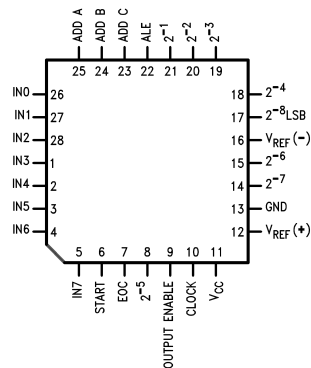 ADD A ADD B ADD C ALE 2⁻¹ 2⁻² 2⁻³
25 24 23 22 21 20 19
IN0 26 18 2⁻⁴
IN1 27 17 2⁻⁸LSB
IN2 28 16 VREF(−)
IN3 1 15 2⁻⁶
IN4 2 14 2⁻⁷
IN5 3 13 GND
IN6 4 12 VREF(+)
5 6 7 8 9 10 11
IN7 START EOC 2⁻⁵ OUTPUT ENABLE CLOCK VCC